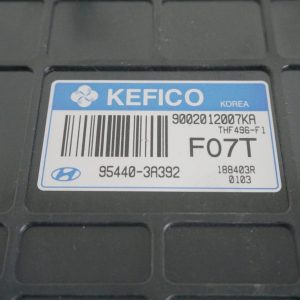 KEFICO
KOREA
9002012007KA
THF496-F1
F07T
95440-3A392
188403R
0103